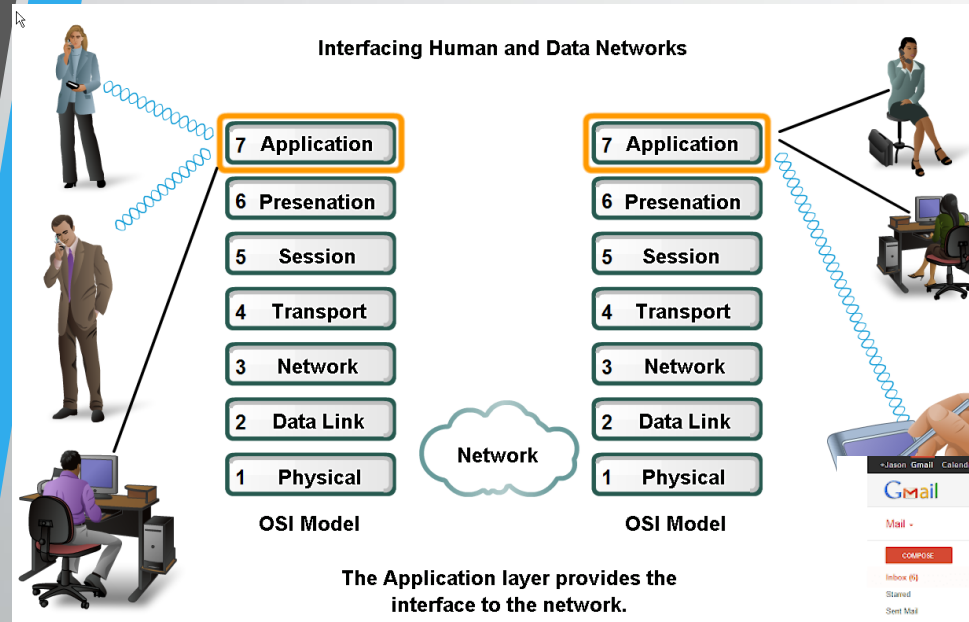 Interfacing Human and Data Networks
7 Application
6 Presenation
5 Session
4 Transport
3 Network
2 Data Link
1 Physical
OSI Model
Network
7 Application
6 Presenation
5 Session
4 Transport
3 Network
2 Data Link
1 Physical
OSI Model
The Application layer provides the
interface to the network.
+Jason Gmail Calend
Gmail
Mail
COMPOSE
Inbox (6)
Starred
Sent Mail